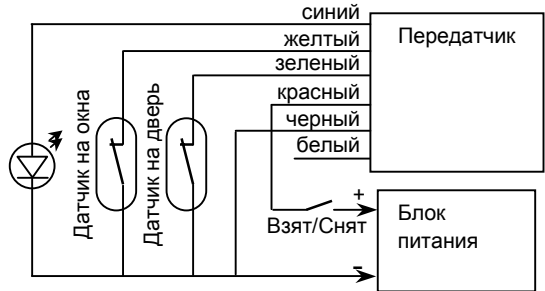 синий
желтый
зеленый
красный
черный
белый
Передатчик
Датчик на окна
Датчик на дверь
Взят/Снят
+
-
Блок
питания